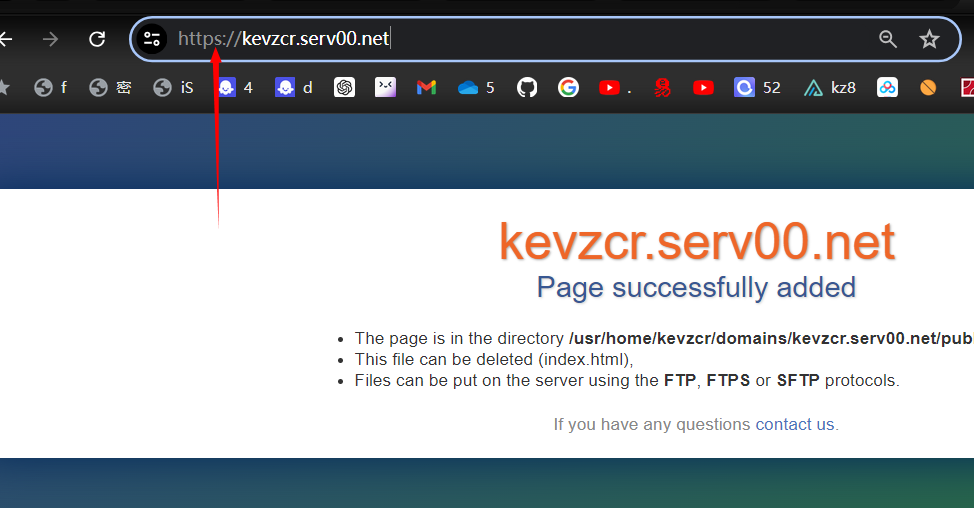 https://kevzcr.serv00.net
f 密 iS 4 d 5 . 52 kz8
kevzcr.serv00.net
Page successfully added
• The page is in the directory /usr/home/kevzcr/domains/kevzcr.serv00.net/pub
• This file can be deleted (index.html),
• Files can be put on the server using the FTP, FTPS or SFTP protocols.
If you have any questions contact us.